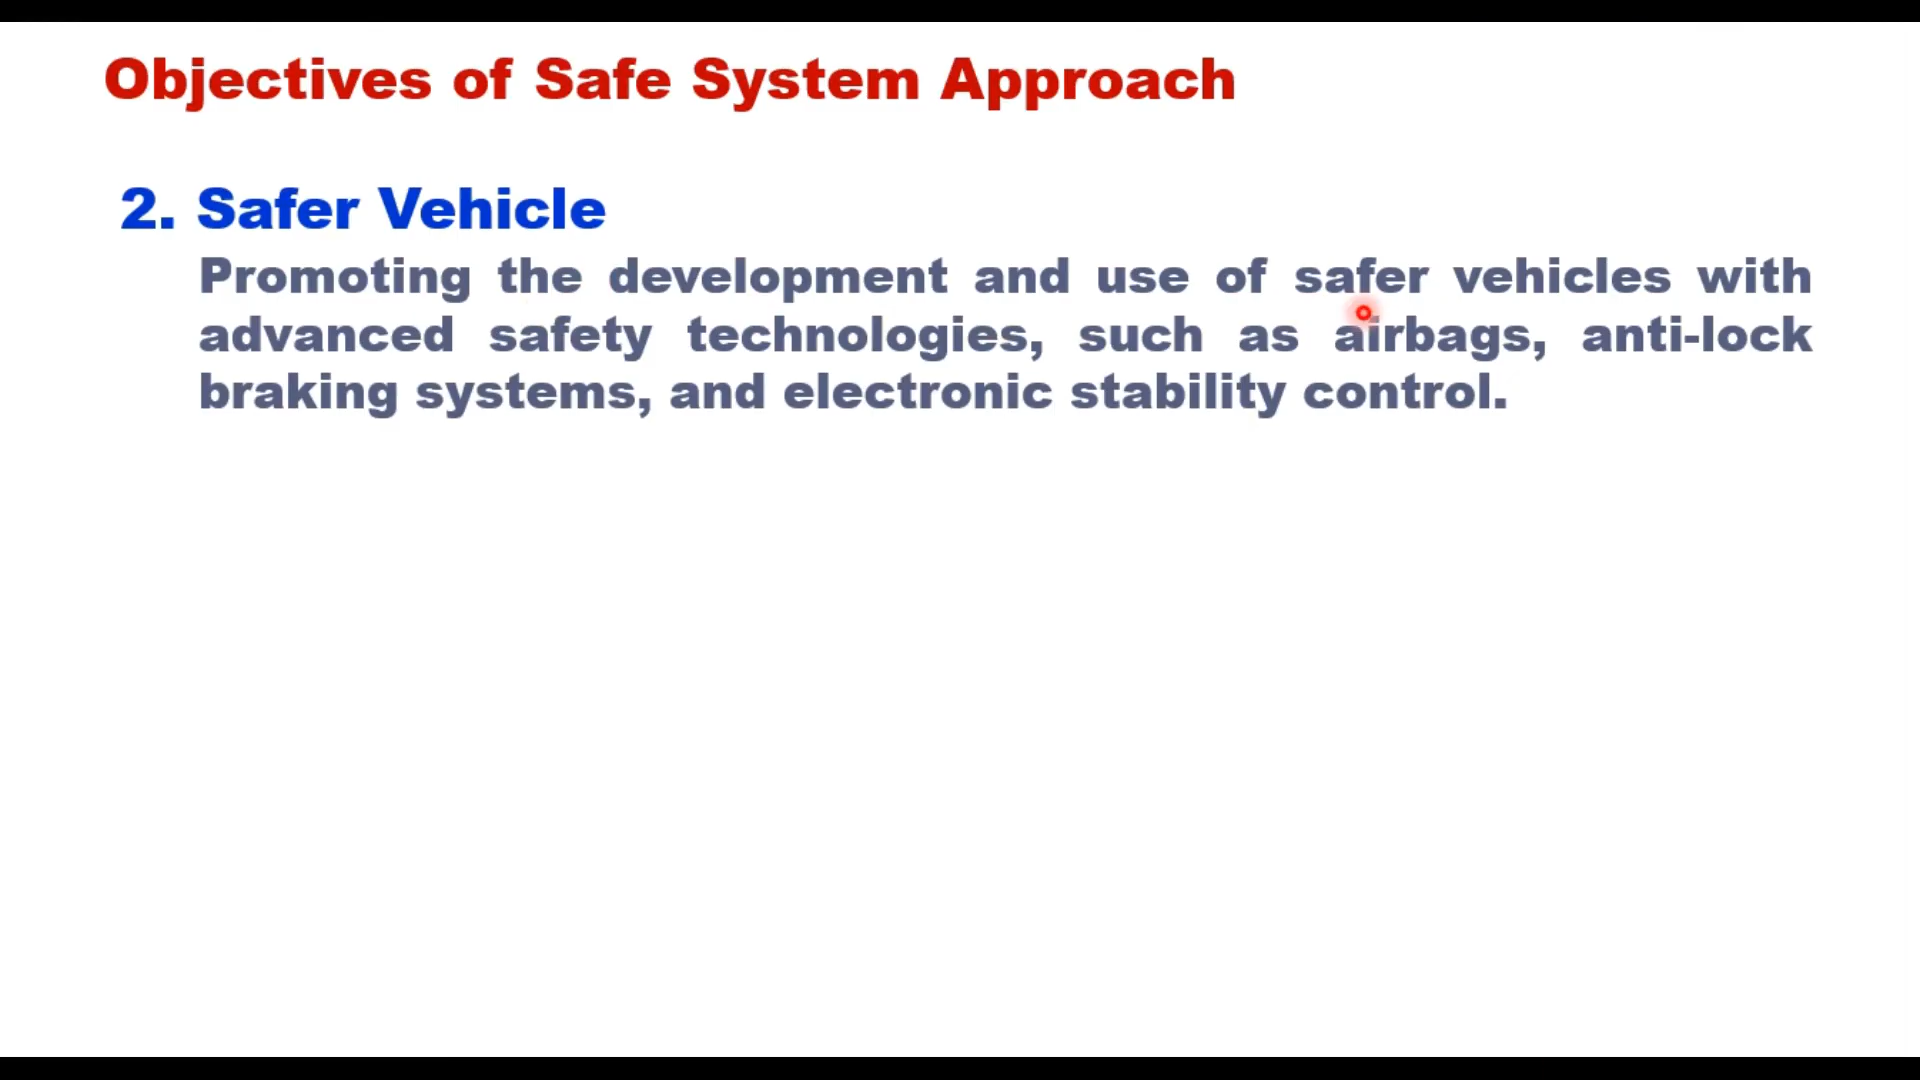 Objectives of Safe System Approach
2. Safer Vehicle
Promoting the development and use of safer vehicles with
advanced safety technologies, such as airbags, anti-lock
braking systems, and electronic stability control.